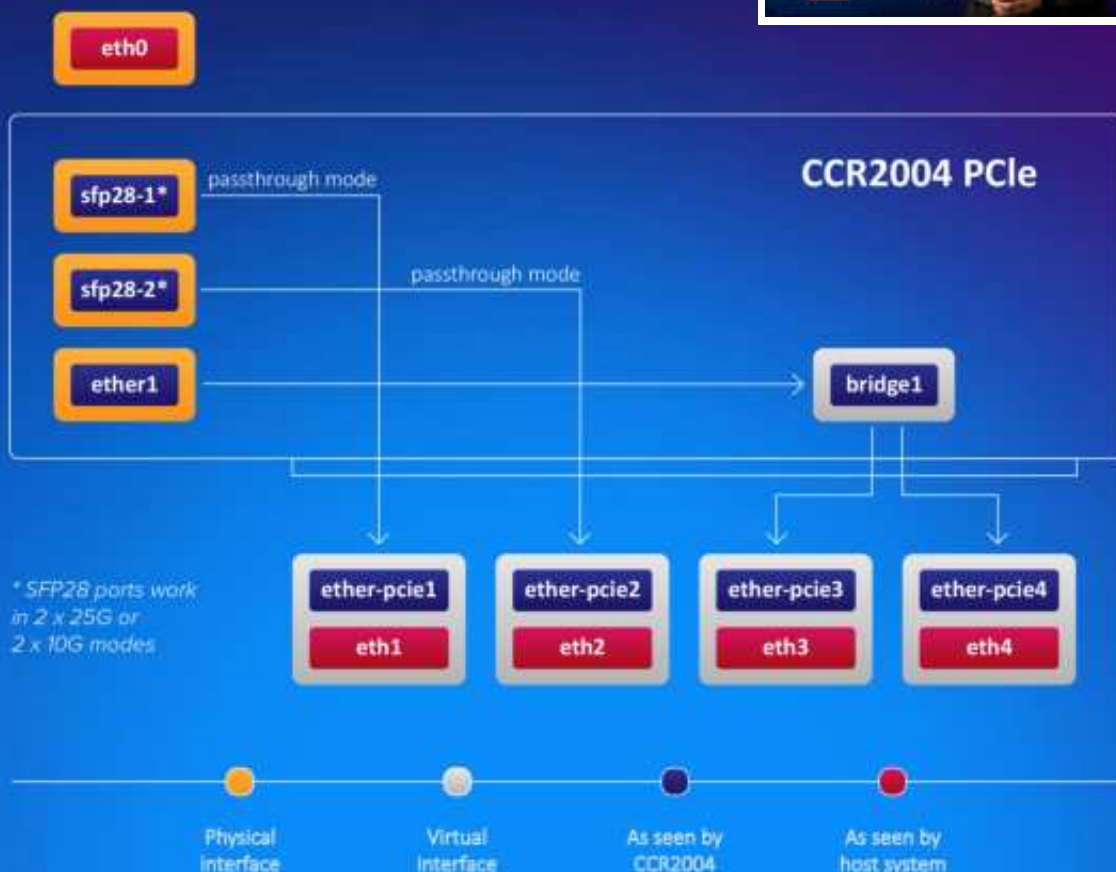 eth0
CCR2004 PCIe
sfp28-1*
passthrough mode
sfp28-2*
passthrough mode
ether1
bridge1
* SFP28 ports work
in 2 x 25G or
2 x 10G modes
ether-pcie1
ether-pcie2
ether-pcie3
ether-pcie4
eth1
eth2
eth3
eth4
Physical
interface
Virtual
Interface
As seen by
CCR2004
As seen by
host system